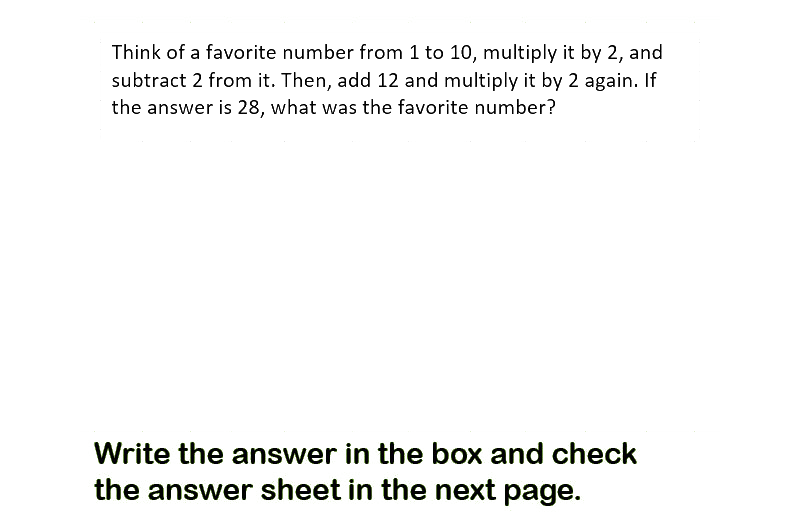 Think of a favorite number from 1 to 10, multiply it by 2, and
subtract 2 from it. Then, add 12 and multiply it by 2 again. If
the answer is 28, what was the favorite number?
Write the answer in the box and check
the answer sheet in the next page.